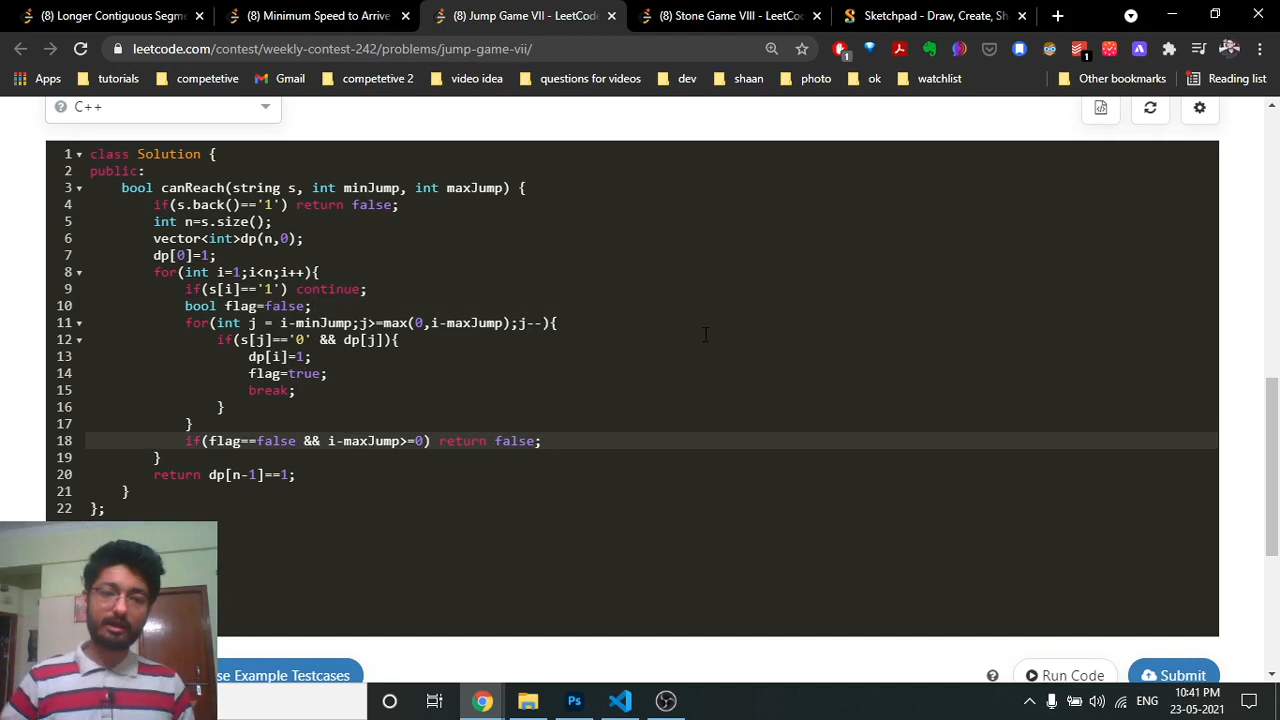 (8) Longer Contiguous Segme
(8) Minimum Speed to Arrive
(8) Jump Game VII - LeetCod
(8) Stone Game VIII - LeetCo
Sketchpad - Draw, Create, Sh
leetcode.com/contest/weekly-contest-242/problems/jump-game-vii/
1
1
Apps
tutorials
competetive
Gmail
competetive 2
video idea
questions for videos
dev
shaan
photo
ok
watchlist
Other bookmarks
Reading list
C++
1 class Solution {
2 public:
3 bool canReach(string s, int minJump, int maxJump) {
4 if(s.back()=='1') return false;
5 int n=s.size();
6 vector<int>dp(n,0);
7 dp[0]=1;
8 for(int i=1;i<n;i++){
9 if(s[i]=='1') continue;
10 bool flag=false;
11 for(int j = i-minJump;j>=max(0,i-maxJump);j--){
12 if(s[j]=='0' && dp[j]){
13 dp[i]=1;
14 flag=true;
15 break;
16 }
17 }
18 if(flag==false && i-maxJump>=0) return false;
19 }
20 return dp[n-1]==1;
21 }
22 };
se Example Testcases
Run Code
Submit
ENG
10:41 PM
23-05-2021